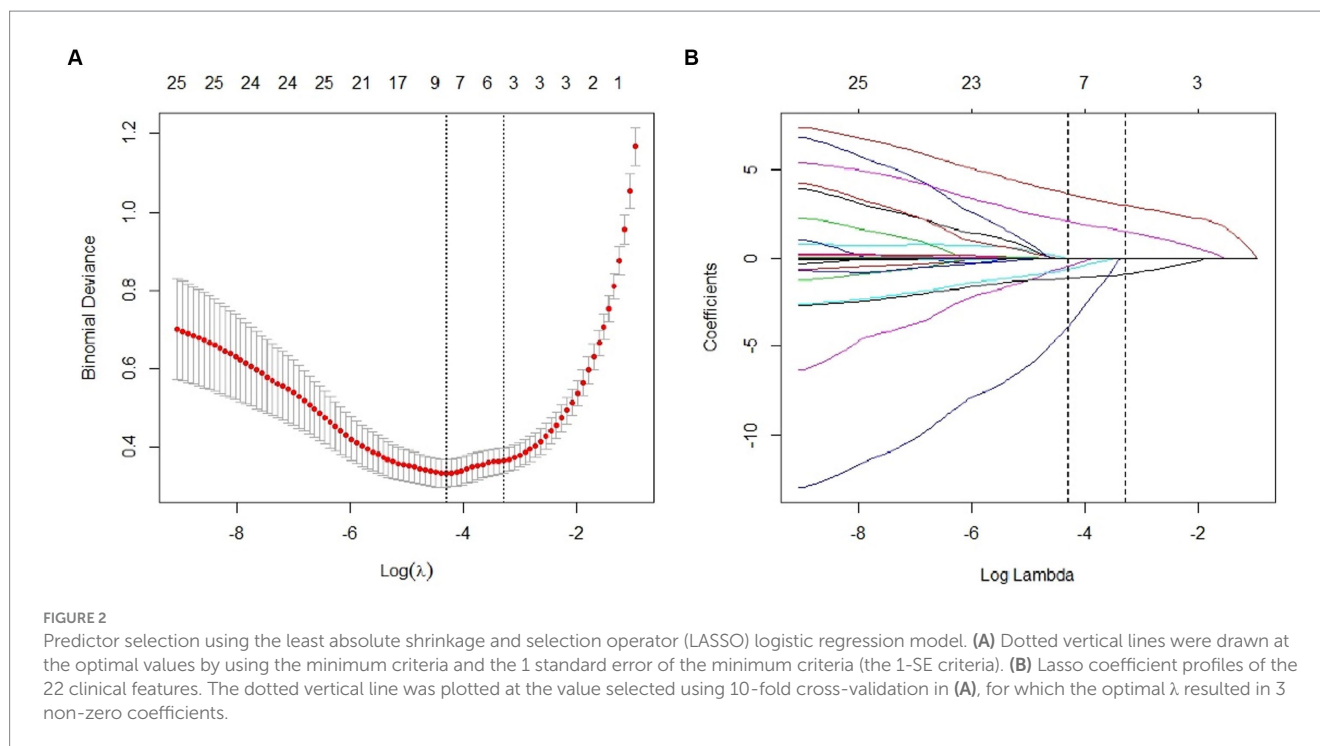 A
25 25 24 24 25 21 17 9 7 6 3 3 3 2 1
Binomial Deviance
1.2
1.0
0.8
0.6
0.4
-8 -6 -4 -2
Log(λ)
B
25 23 7 3
Coefficients
5
0
-5
-10
-8 -6 -4 -2
Log Lambda
FIGURE 2
Predictor selection using the least absolute shrinkage and selection operator (LASSO) logistic regression model. (A) Dotted vertical lines were drawn at
the optimal values by using the minimum criteria and the 1 standard error of the minimum criteria (the 1-SE criteria). (B) Lasso coefficient profiles of the
22 clinical features. The dotted vertical line was plotted at the value selected using 10-fold cross-validation in (A), for which the optimal λ resulted in 3
non-zero coefficients.